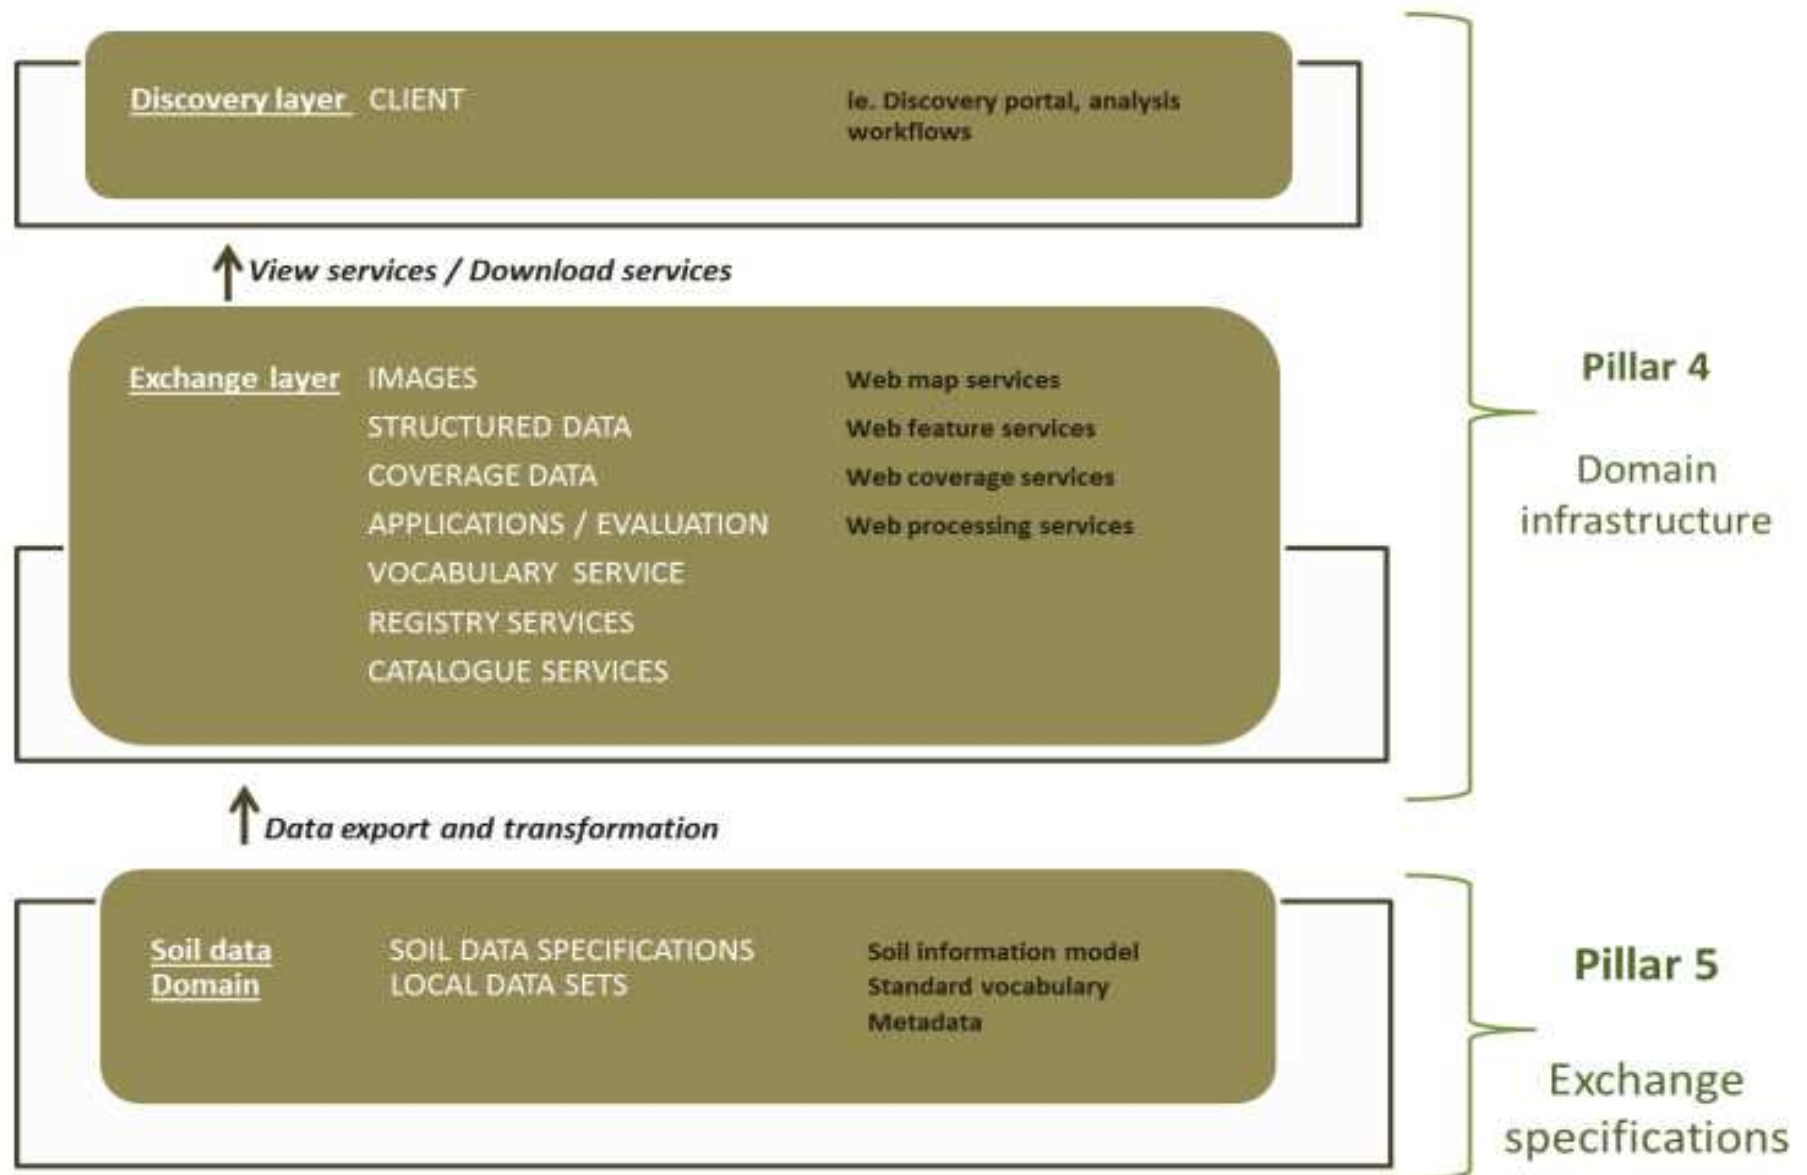 Discovery layer CLIENT ie. Discovery portal, analysis
workflows
View services / Download services
Exchange layer IMAGES Web map services
STRUCTURED DATA Web feature services
COVERAGE DATA Web coverage services
APPLICATIONS / EVALUATION Web processing services
VOCABULARY SERVICE
REGISTRY SERVICES
CATALOGUE SERVICES
Pillar 4
Domain
infrastructure
Data export and transformation
Soil data SOIL DATA SPECIFICATIONS Soil information model
Domain LOCAL DATA SETS Standard vocabulary
Metadata
Pillar 5
Exchange
specifications